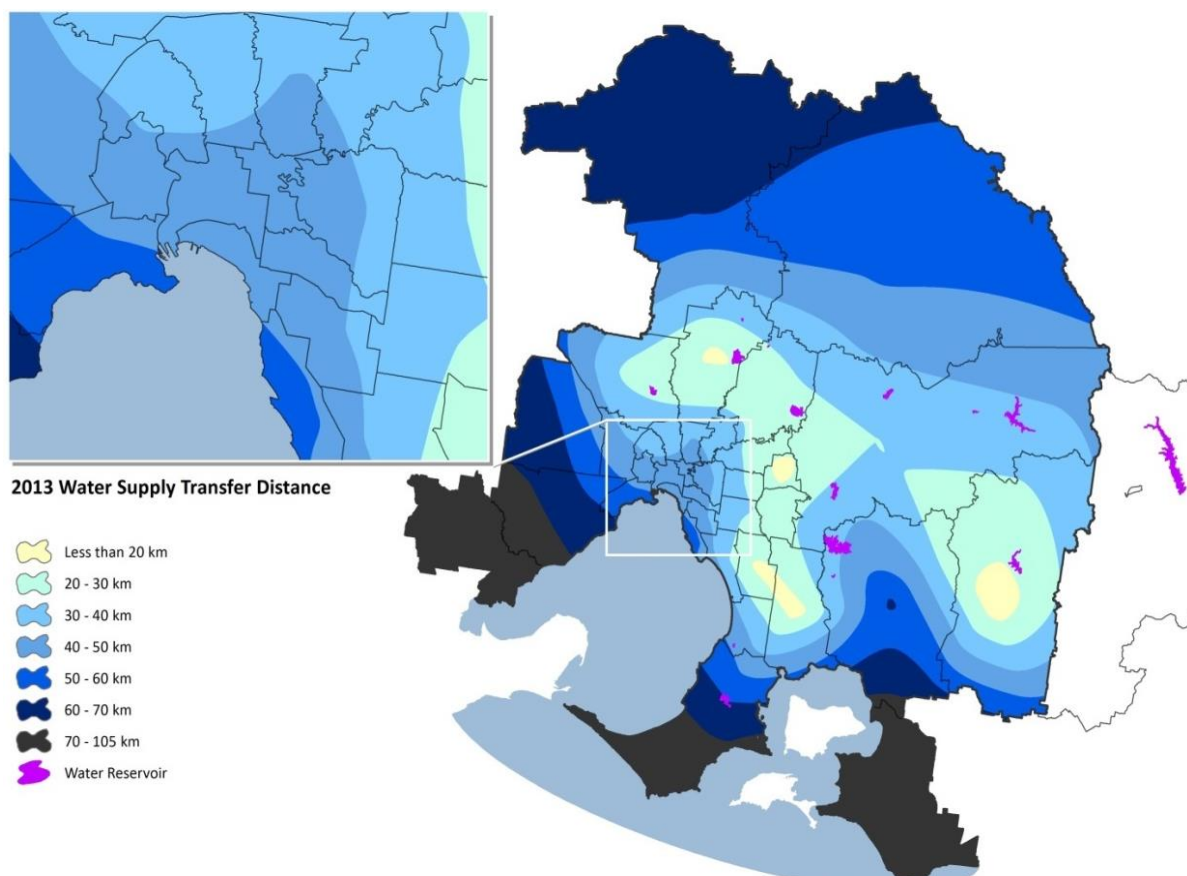 2013 Water Supply Transfer Distance
Less than 20 km
20 - 30 km
30 - 40 km
40 - 50 km
50 - 60 km
60 - 70 km
70 - 105 km
Water Reservoir